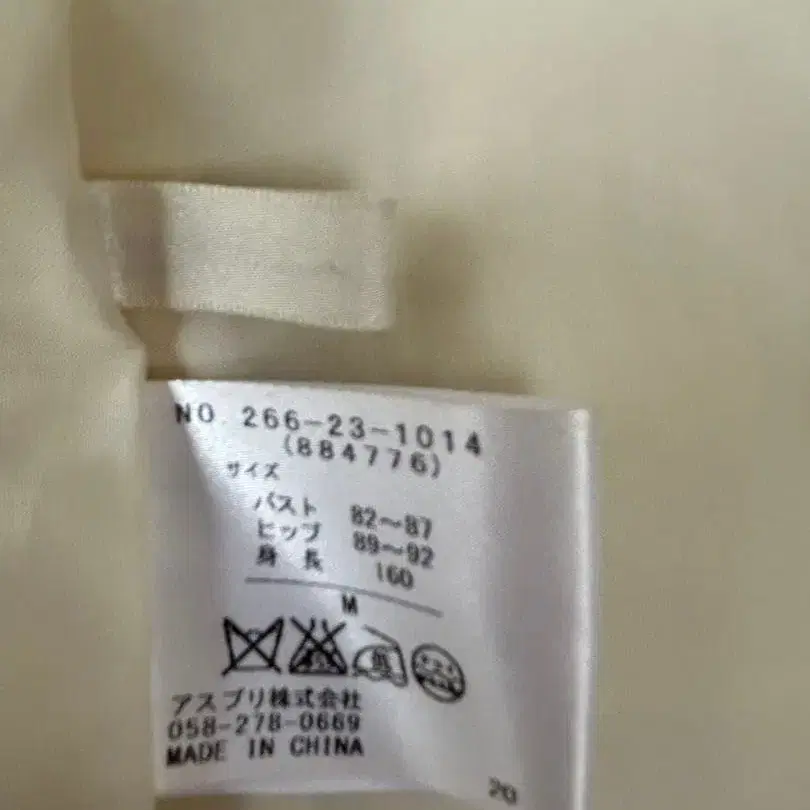 NO. 266-23-1014
(884776)
サイズ
バスト 82～87
ヒップ 89～92
身長 160
M
アスブリ株式会社
058-278-0669
MADE IN CHINA
20